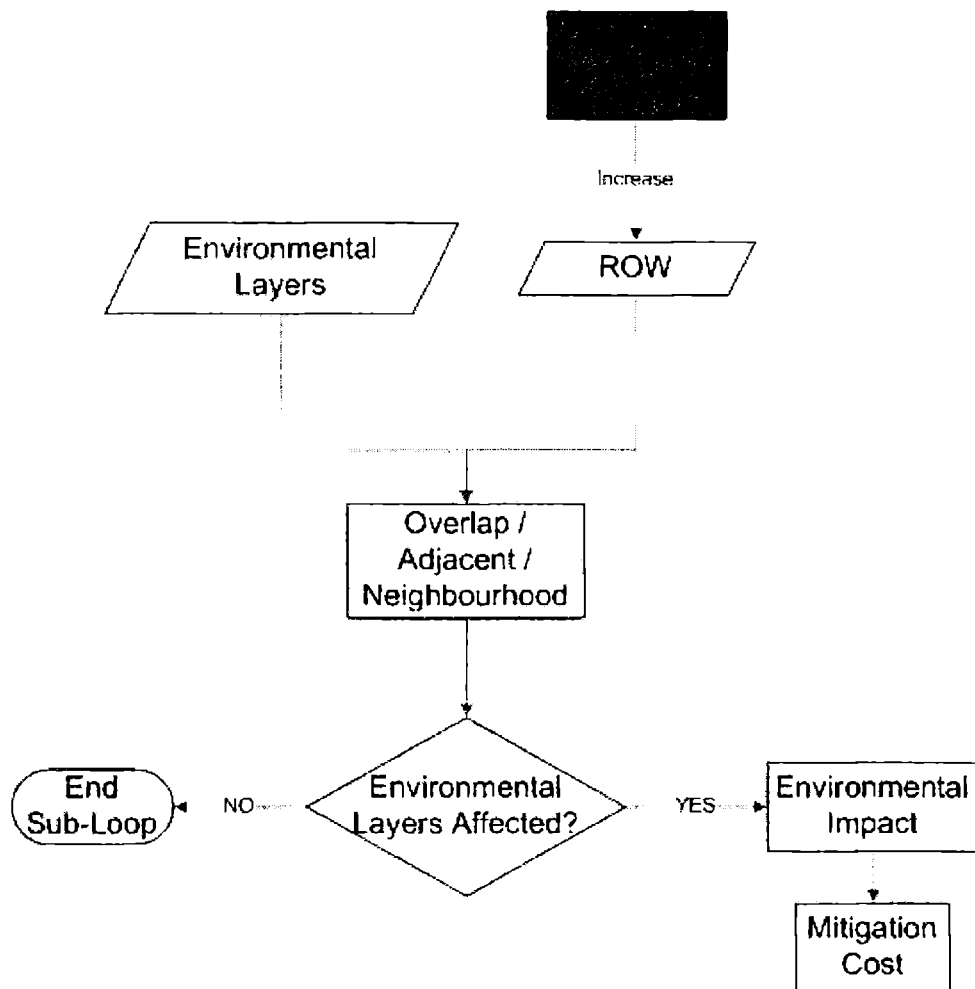 Increase
Environmental
Layers
ROW
Overlap /
Adjacent /
Neighbourhood
Environmental
Layers Affected?
NO
End
Sub-Loop
YES
Environmental
Impact
Mitigation
Cost